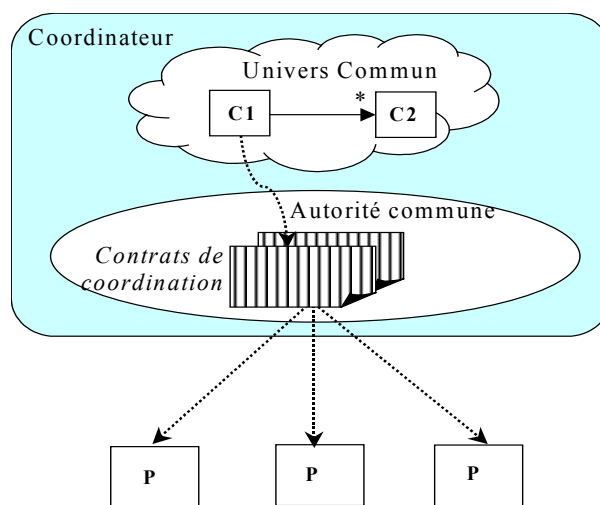 Coordinateur
Univers Commun
*
C1
C2
Autorité commune
Contrats de
coordination
P
P
P